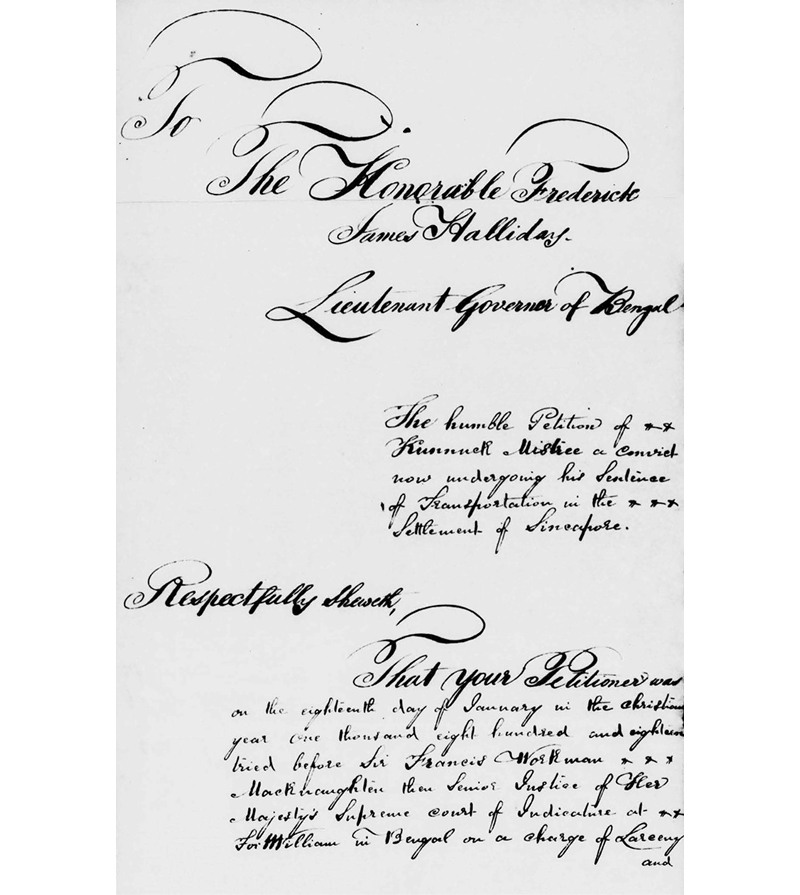 To
The Honorable Frederick
James Halliday.
Lieutenant Governor of Bengal
The humble Petition of * *
Kunnuck Mistree a Convict
now undergoing his Sentence
of Transportation in the * * *
Settlement of Sincapore.
Respectfully Sheweth,
That your Petitioner was
on the eighteenth day of January in the Christian
year one thousand eight hundred and eighteen
tried before Sir Francis Workman * * *
Macknaughten then Senior Justice of Her
Majesty's Supreme Court of Judicature at * *
Fort William in Bengal on a charge of Larceny
and